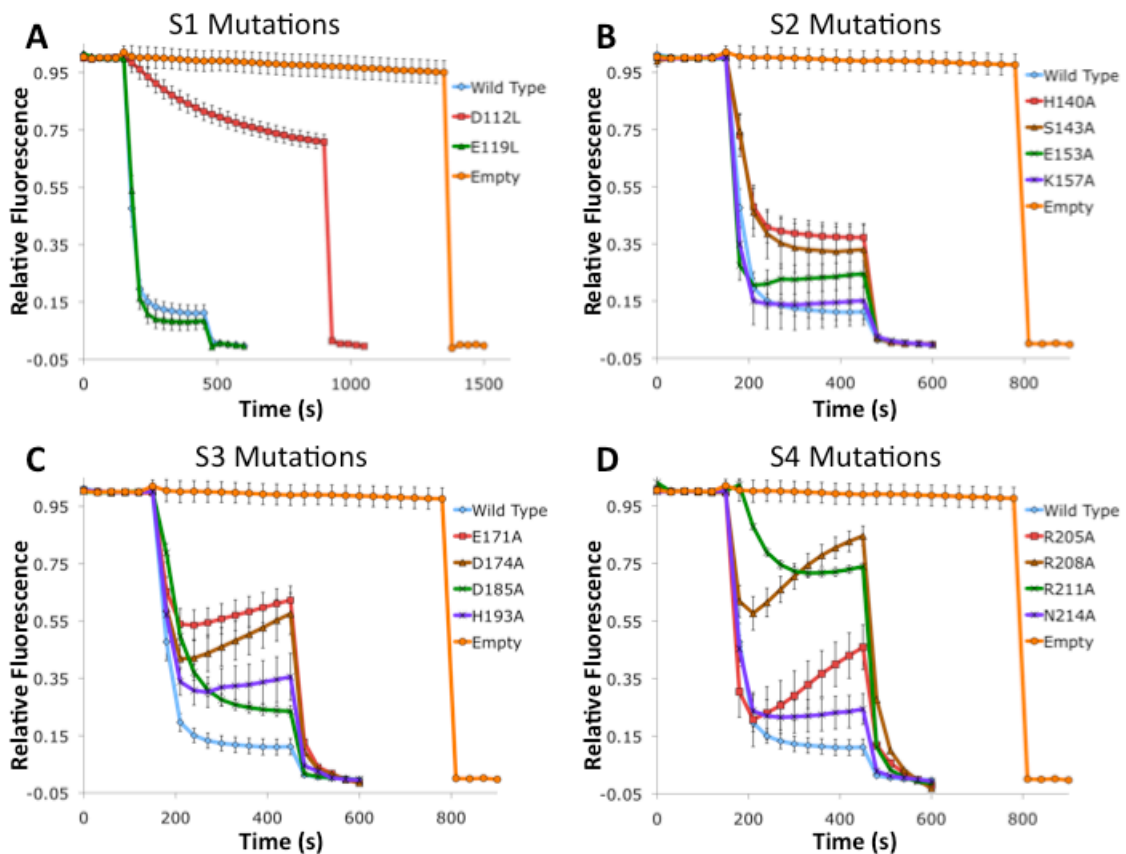 A
S1 Mutations
Relative Fluorescence
0.95
0.75
0.55
0.35
0.15
-0.05
0
500
1000
1500
Time (s)
Wild Type
D112L
E119L
Empty
B
S2 Mutations
Relative Fluorescence
0.95
0.75
0.55
0.35
0.15
-0.05
0
200
400
600
800
Time (s)
Wild Type
H140A
S143A
E153A
K157A
Empty
C
S3 Mutations
Relative Fluorescence
0.95
0.75
0.55
0.35
0.15
-0.05
0
200
400
600
800
Time (s)
Wild Type
E171A
D174A
D185A
H193A
Empty
D
S4 Mutations
Relative Fluorescence
0.95
0.75
0.55
0.35
0.15
-0.05
0
200
400
600
800
Time (s)
Wild Type
R205A
R208A
R211A
N214A
Empty